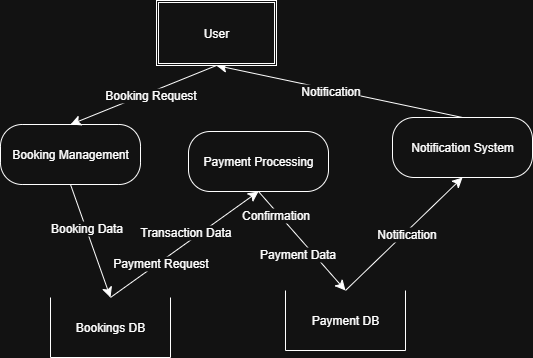 User
Booking Request
Notification
Booking Management
Payment Processing
Notification System
Booking Data
Transaction Data
Confirmation
Payment Request
Payment Data
Notification
Bookings DB
Payment DB